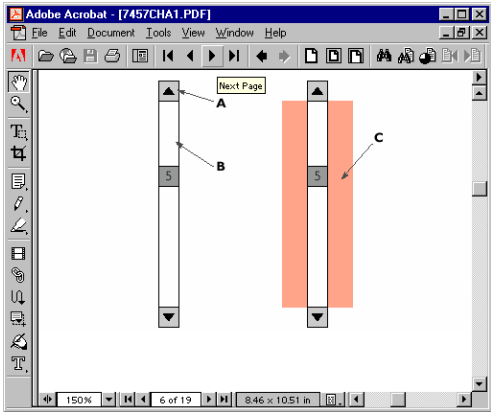 Adobe Acrobat - [7457CHA1.PDF]
File Edit Document Tools View Window Help
Next Page
A
B
C
5
5
150%
6 of 19
8.46 x 10.51 in